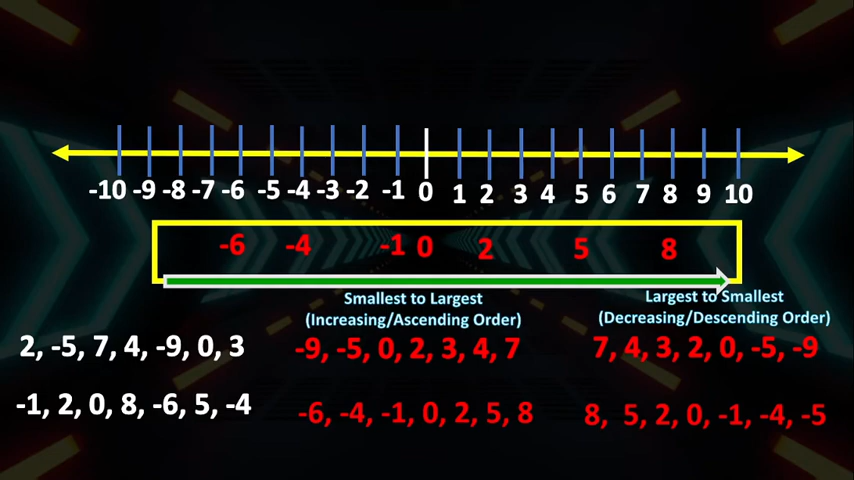 -10 -9 -8 -7 -6 -5 -4 -3 -2 -1 0 1 2 3 4 5 6 7 8 9 10
-6 -4 -1 0 2 5 8
Smallest to Largest
(Increasing/Ascending Order)
Largest to Smallest
(Decreasing/Descending Order)
2, -5, 7, 4, -9, 0, 3
-9, -5, 0, 2, 3, 4, 7
7, 4, 3, 2, 0, -5, -9
-1, 2, 0, 8, -6, 5, -4
-6, -4, -1, 0, 2, 5, 8
8, 5, 2, 0, -1, -4, -5